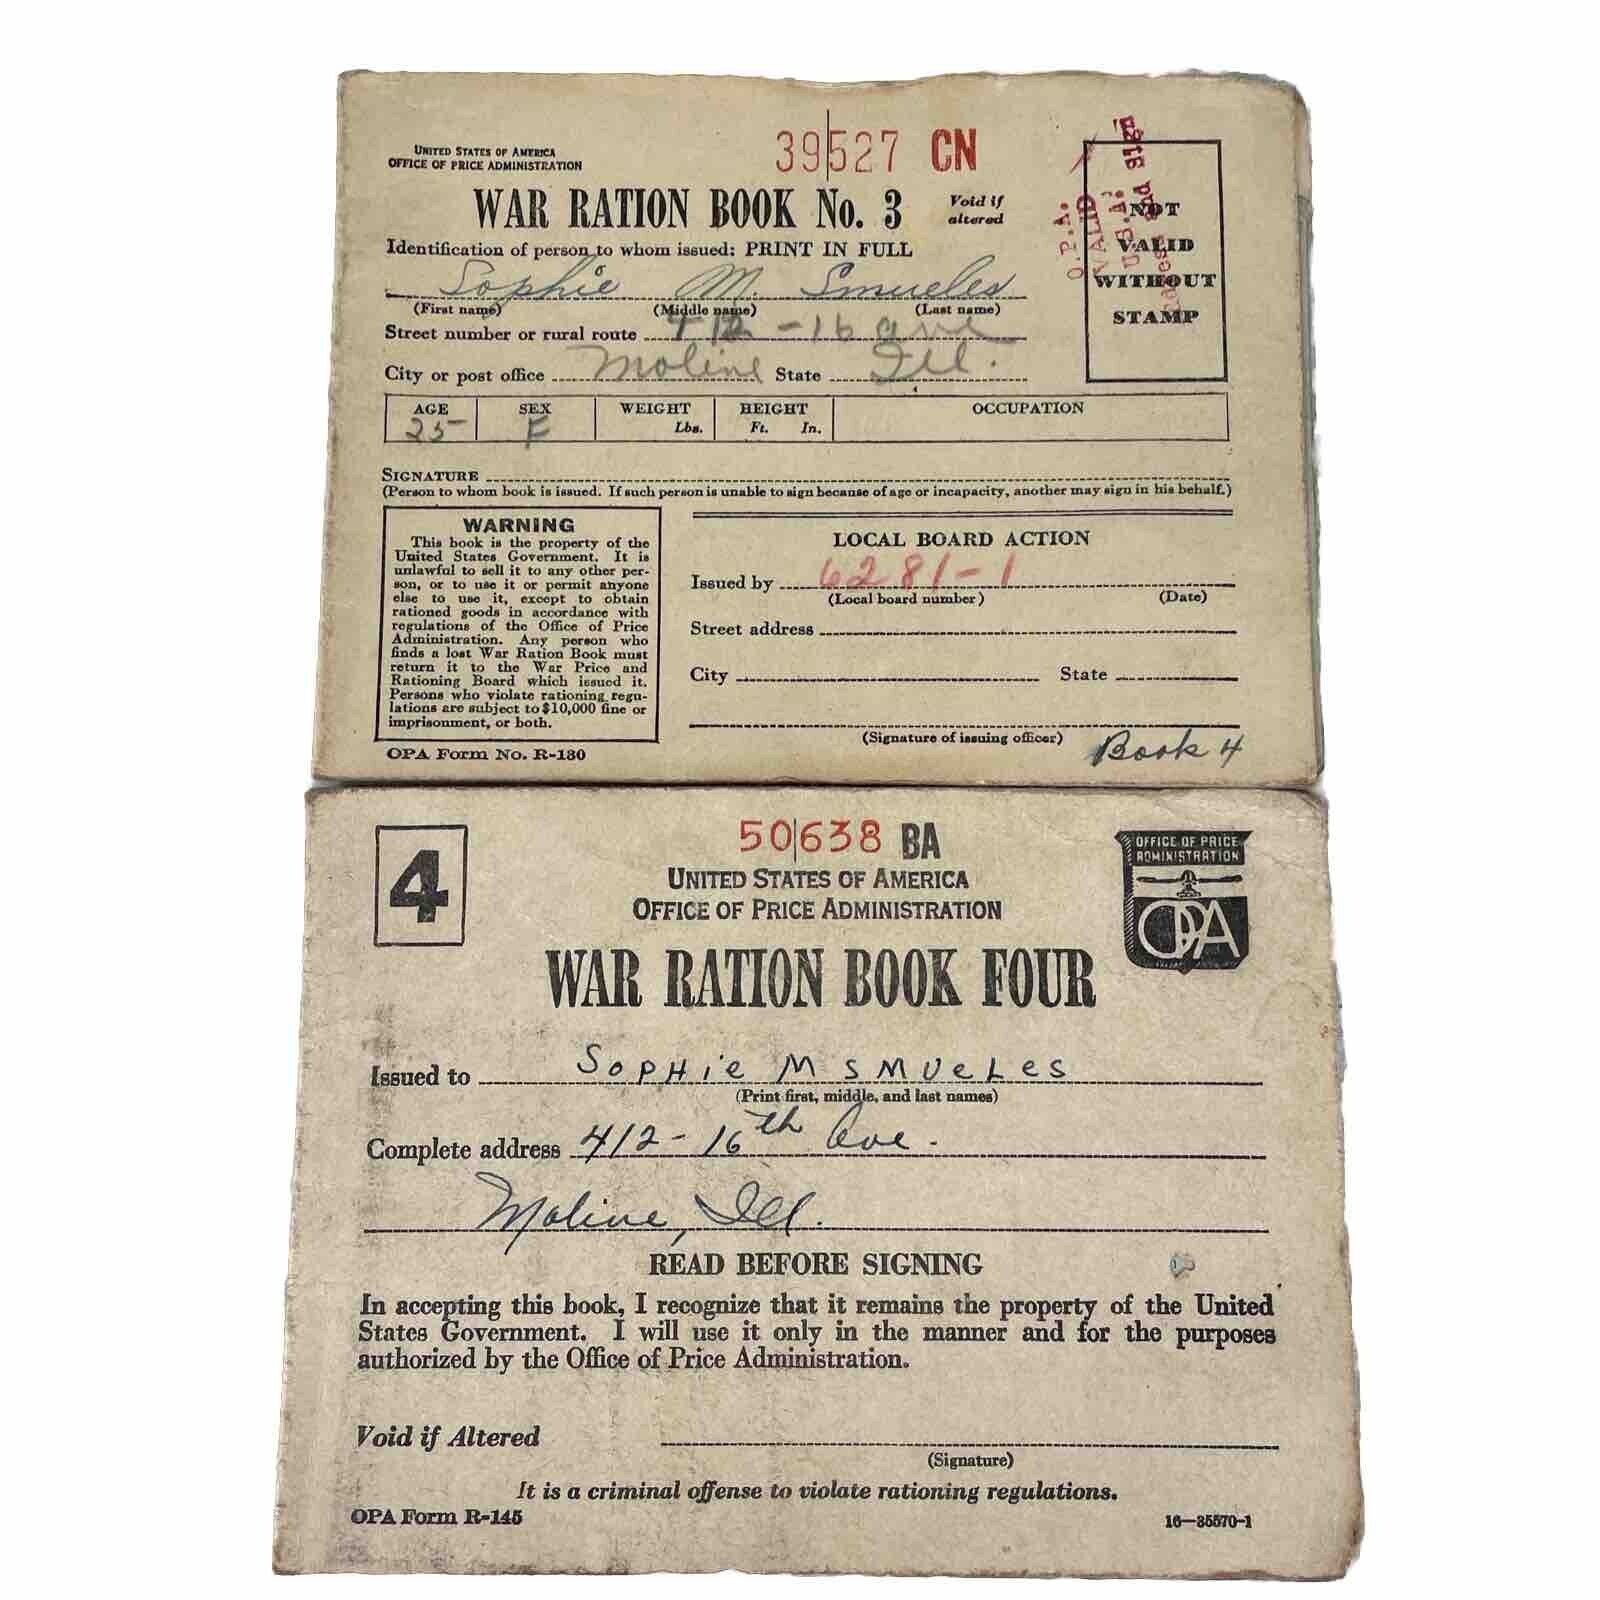 UNITED STATES OF AMERICA
OFFICE OF PRICE ADMINISTRATION
39527 CN
WAR RATION BOOK No. 3
Void if
altered
Identification of person to whom issued: PRINT IN FULL
Sophie M. Smueles
(First name) (Middle name) (Last name)
Street number or rural route 412 - 16 ave
City or post office Moline State Ill.
O.P.A.
VALID
U.S.A.
NOT
VALID
WITHOUT
STAMP
AGE SEX WEIGHT HEIGHT OCCUPATION
25 F Lbs. Ft. In.
SIGNATURE
(Person to whom book is issued. If such person is unable to sign because of age or incapacity, another may sign in his behalf.)
WARNING
This book is the property of the
United States Government. It is
unlawful to sell it to any other per-
son, or to use it or permit anyone
else to use it, except to obtain
rationed goods in accordance with
regulations of the Office of Price
Administration. Any person who
finds a lost War Ration Book must
return it to the War Price and
Rationing Board which issued it.
Persons who violate rationing regu-
lations are subject to $10,000 fine or
imprisonment, or both.
OPA Form No. R-130
LOCAL BOARD ACTION
Issued by 6281-1
(Local board number) (Date)
Street address
City State
(Signature of issuing officer)
Book 4
4
50638 BA
UNITED STATES OF AMERICA
OFFICE OF PRICE ADMINISTRATION
OFFICE OF PRICE
ADMINISTRATION
OPA
WAR RATION BOOK FOUR
Issued to SOPHiE M SMUeLes
(Print first, middle, and last names)
Complete address 412 - 16th Ave.
Moline, Ill.
READ BEFORE SIGNING
In accepting this book, I recognize that it remains the property of the United
States Government. I will use it only in the manner and for the purposes
authorized by the Office of Price Administration.
Void if Altered
(Signature)
It is a criminal offense to violate rationing regulations.
OPA Form R-145
16—35570-1